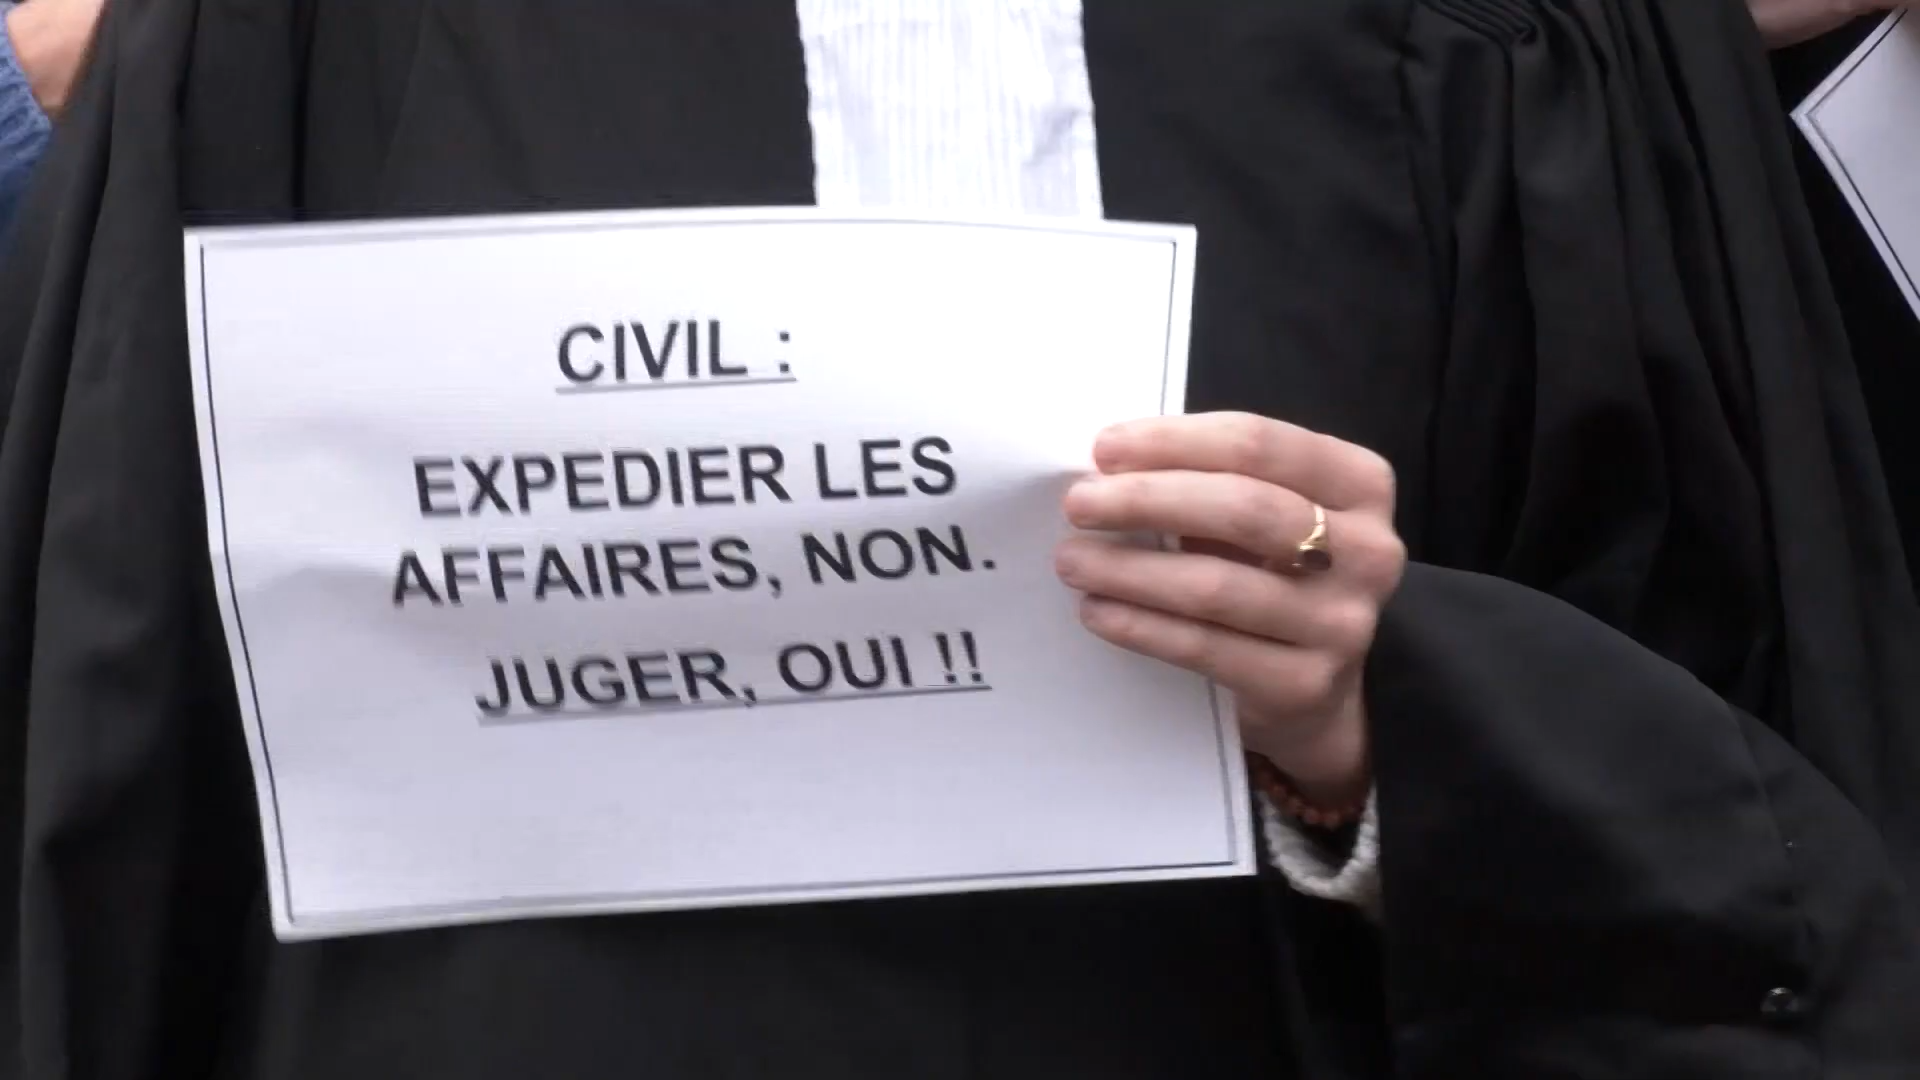 CIVIL :
EXPEDIER LES
AFFAIRES, NON.
JUGER, OUI !!